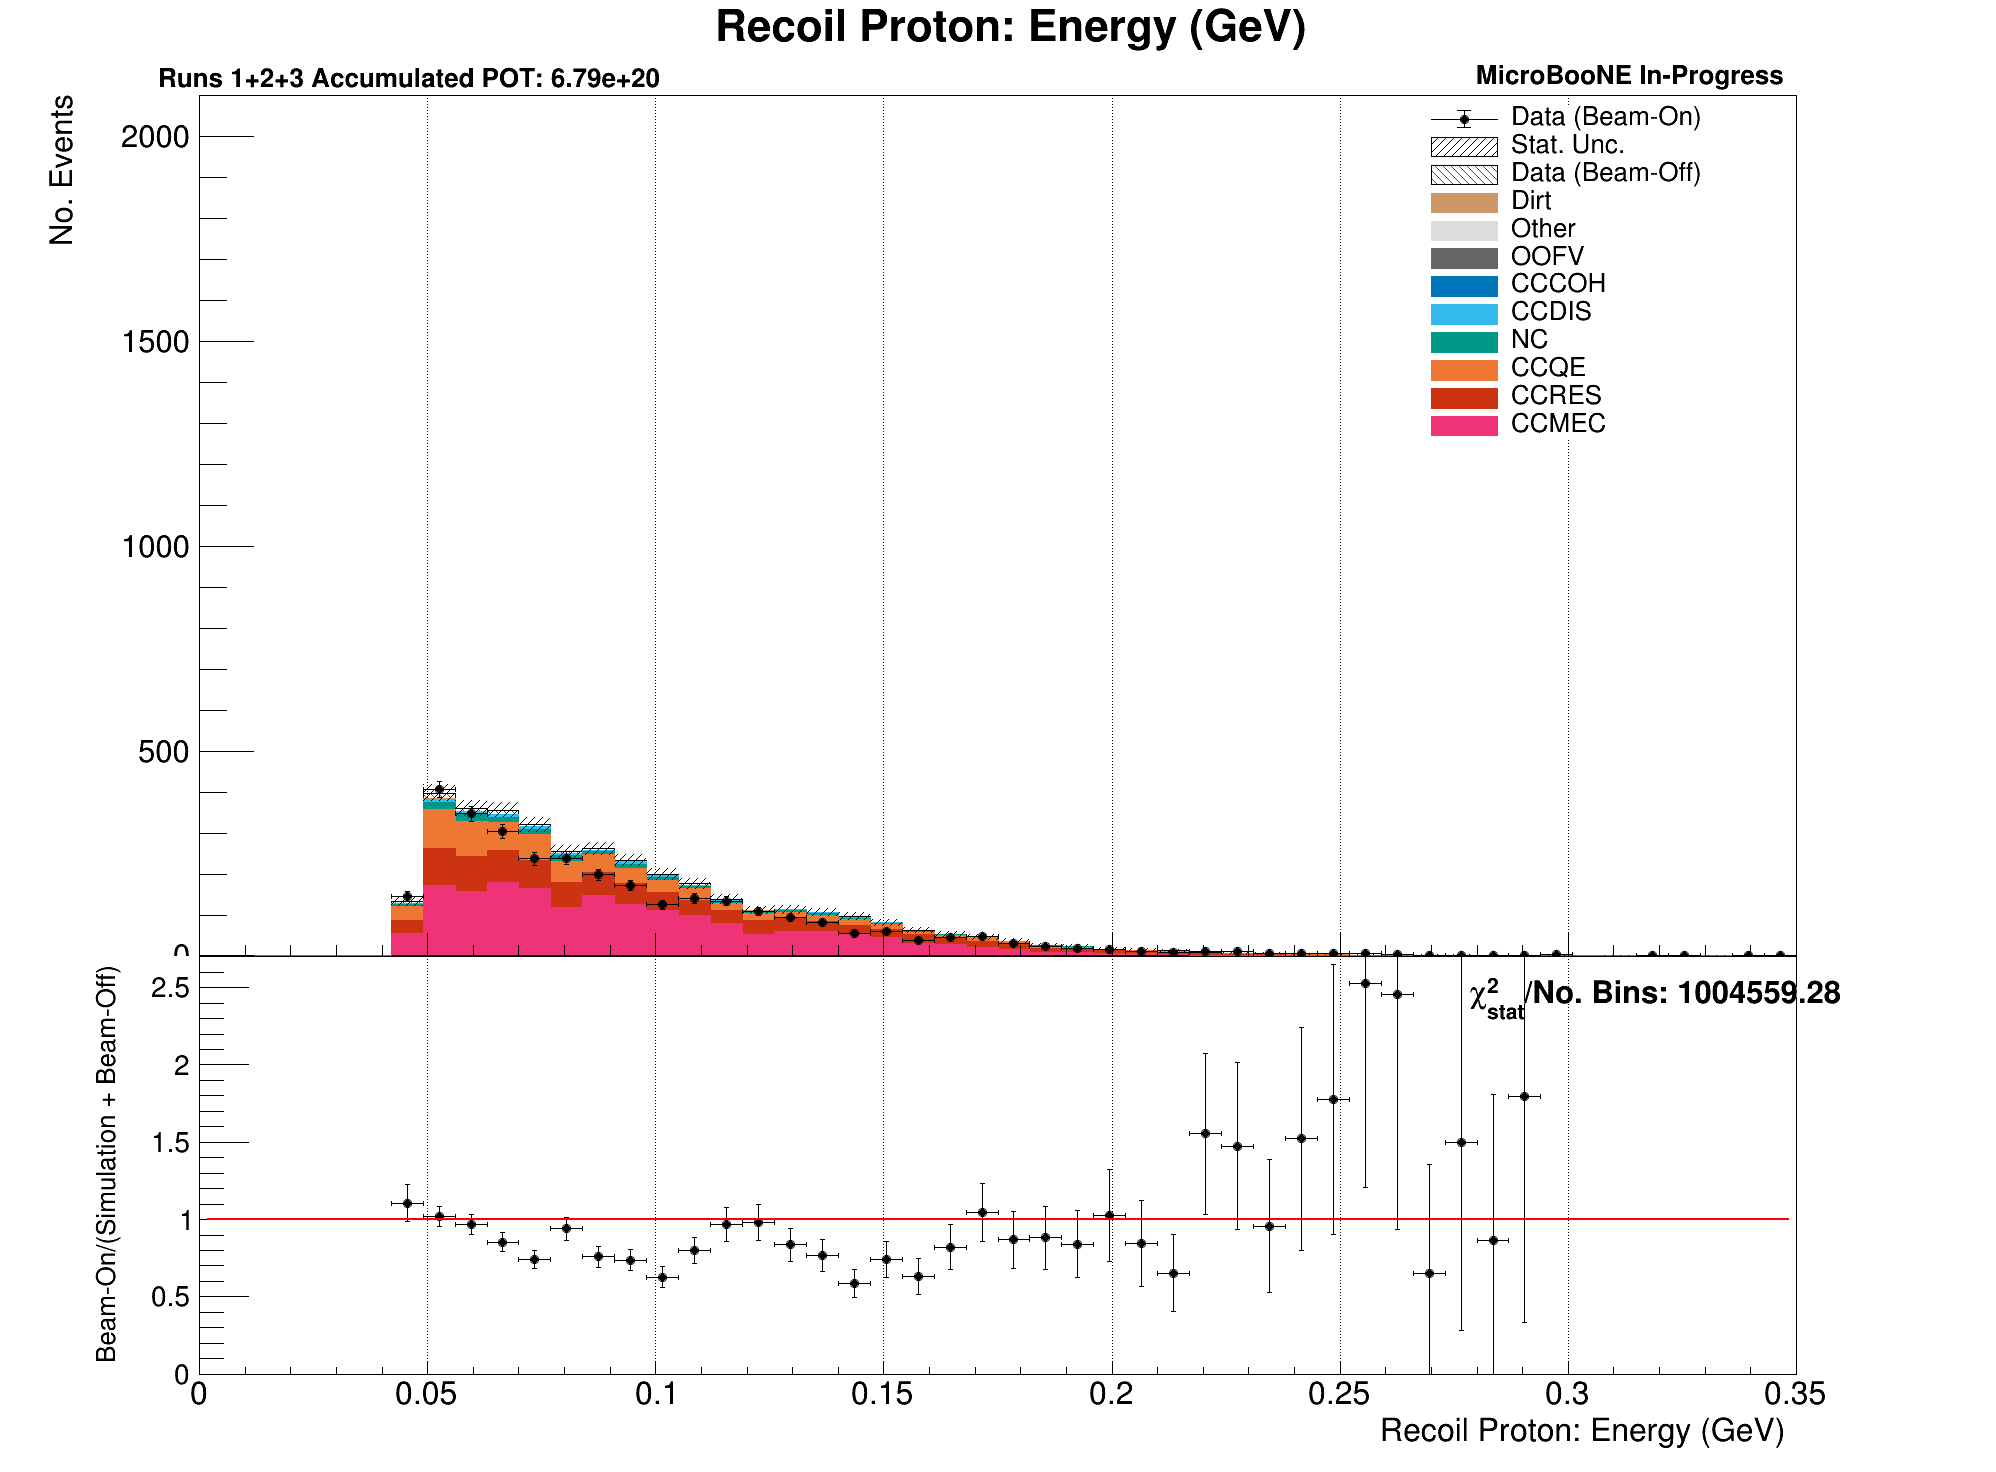 Recoil Proton: Energy (GeV)
Runs 1+2+3 Accumulated POT: 6.79e+20
MicroBooNE In-Progress
No. Events
2000
1500
1000
500
0
Data (Beam-On)
Stat. Unc.
Data (Beam-Off)
Dirt
Other
OOFV
CCCOH
CCDIS
NC
CCQE
CCRES
CCMEC
Beam-On/(Simulation + Beam-Off)
2.5
2
1.5
1
0.5
0
χ²stat/No. Bins: 1004559.28
0 0.05 0.1 0.15 0.2 0.25 0.3 0.35
Recoil Proton: Energy (GeV)